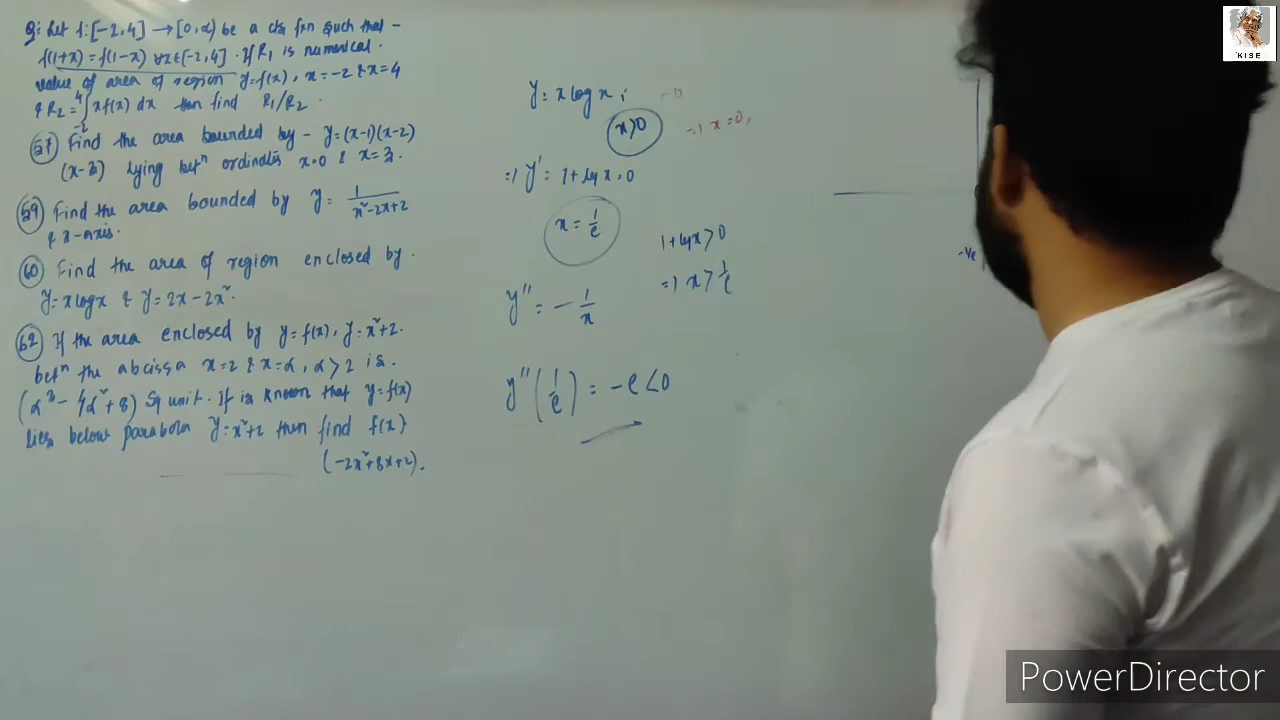 Q: Let f: [-2,4] → [0,α) be a cts fxn such that -
f(1+x) = f(1-x) ∀x∈[-2,4]. If R₁ is numerical
value of area of region y=f(x), x=-2 & x=4
& R₂ = ∫₋₂⁴ xf(x) dx then find R₁/R₂.
57 Find the area bounded by - y=(x-1)(x-2)
(x-3) lying betⁿ ordinates x=0 & x=3.
59 Find the area bounded by y = 1/(x²-2x+2)
& x-axis.
60 Find the area of region enclosed by.
y=xlogx & y=2x-2x².
62 If the area enclosed by y=f(x), y=x²+2.
betⁿ the abcissa x=2 & x=α, α>2 is.
(α³-4α²+8) Sq unit. It is known that y=f(x)
lies below parabola y=x²+2 then find f(x)
(-2x²+8x+2).
y = x log x ;
x>0
⇒ x=0,
⇒ y' = 1+log x = 0
x = 1/e
1+log x > 0
⇒ x > 1/e
y'' = -1/x
y''(1/e) = -e < 0
-ve
KISE
PowerDirector